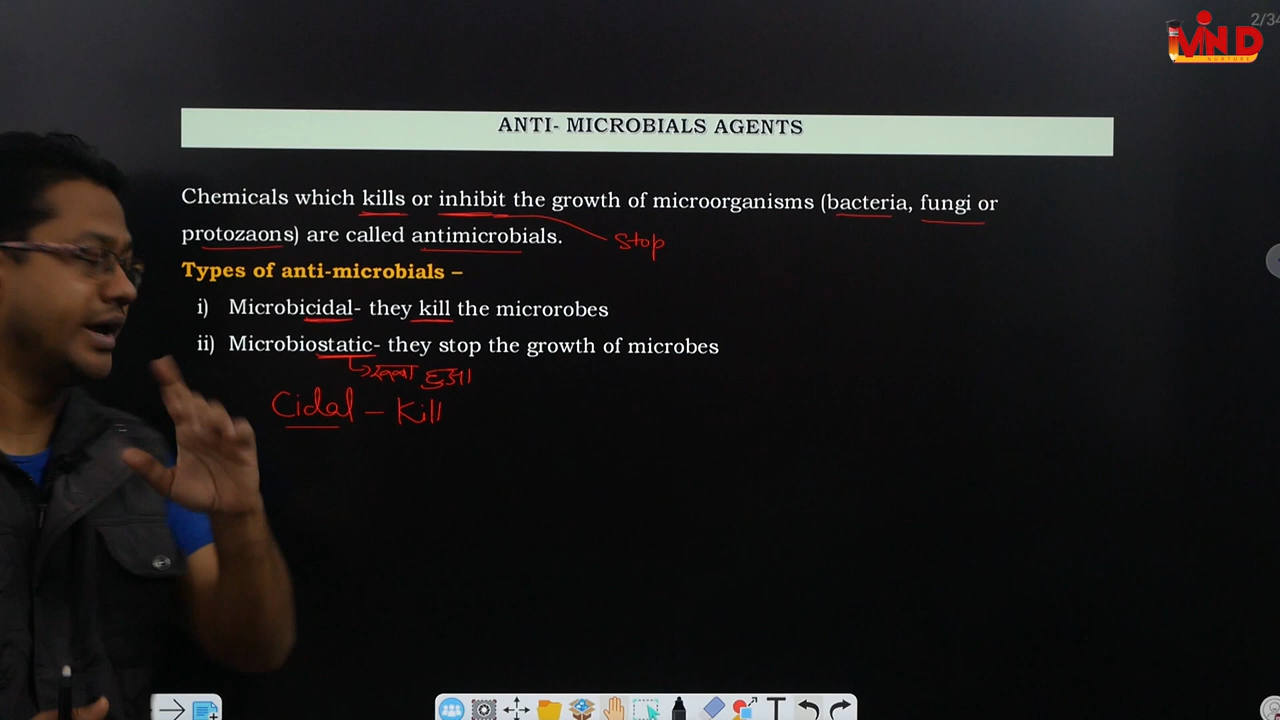 2/34
MIND
NURTURE
ANTI- MICROBIALS AGENTS
Chemicals which kills or inhibit the growth of microorganisms (bacteria, fungi or
protozaons) are called antimicrobials.
Stop
Types of anti-microbials –
i) Microbicidal- they kill the microrobes
ii) Microbiostatic- they stop the growth of microbes
हुआ
Cidal – Kill